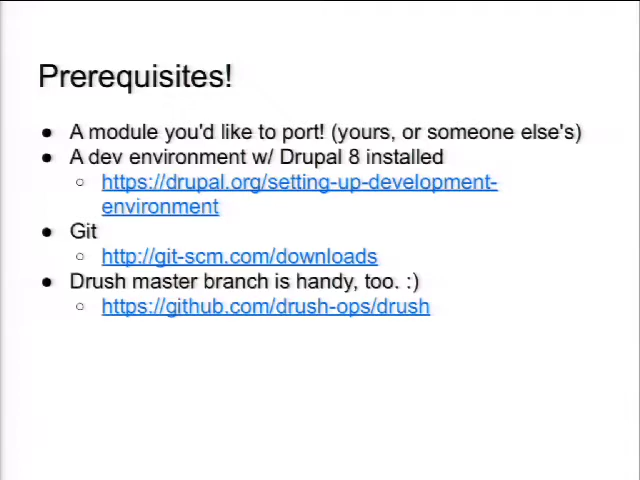 Prerequisites!
● A module you'd like to port! (yours, or someone else's)
● A dev environment w/ Drupal 8 installed
○ https://drupal.org/setting-up-development-
environment
● Git
○ http://git-scm.com/downloads
● Drush master branch is handy, too. :)
○ https://github.com/drush-ops/drush